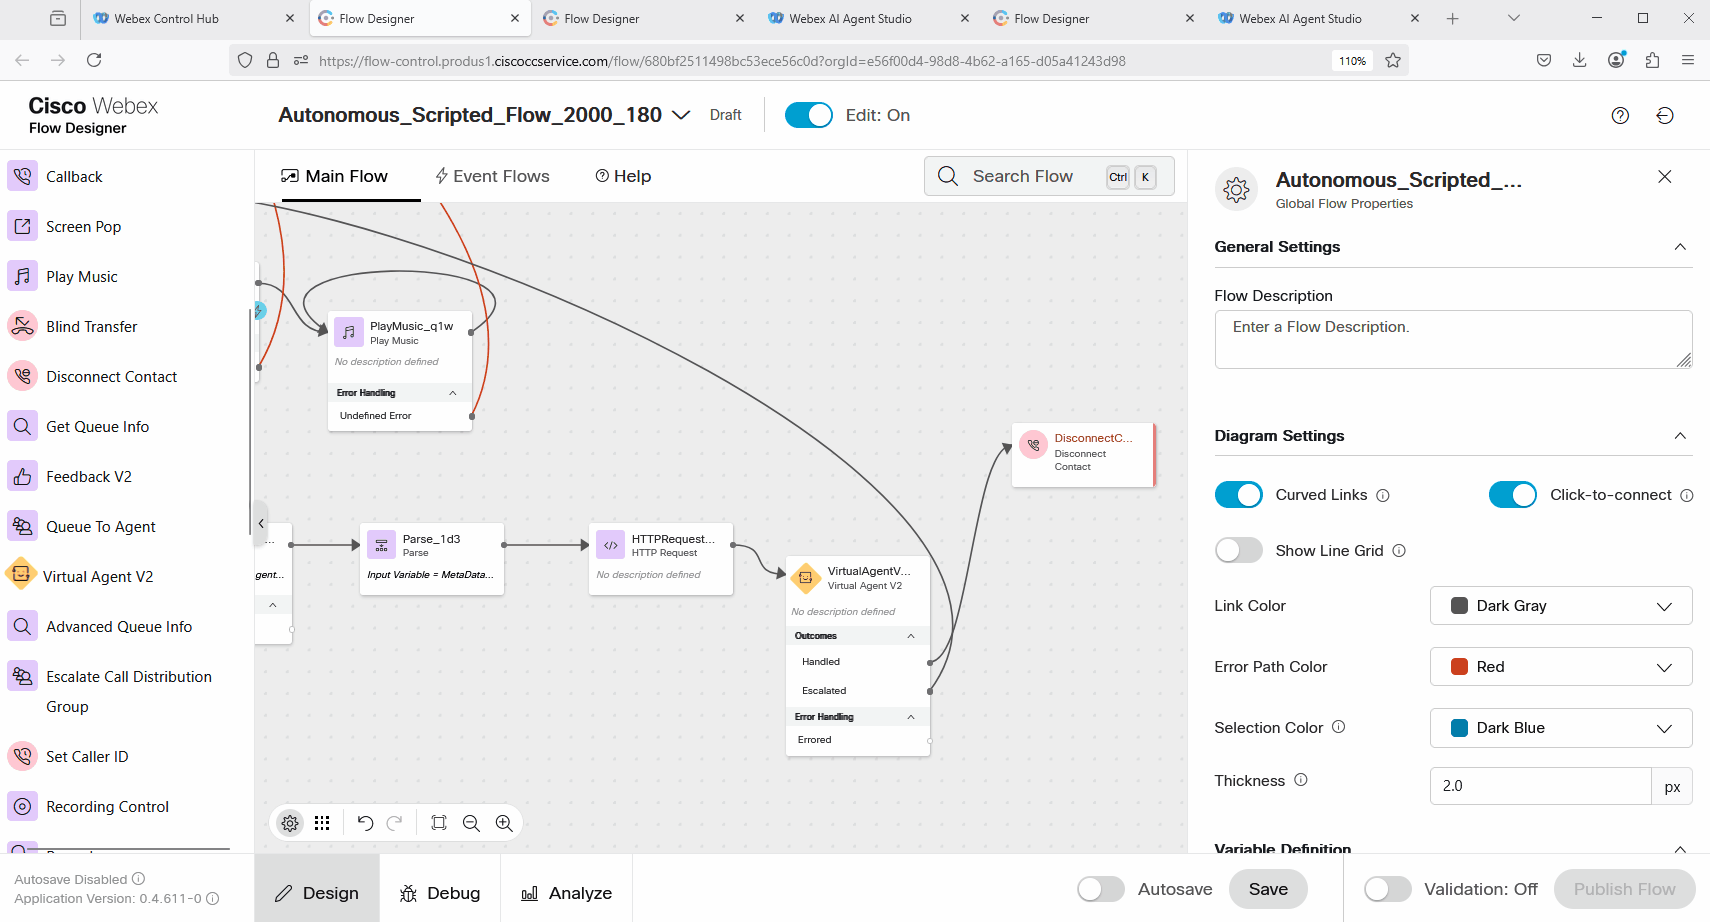 Webex Control Hub
Flow Designer
Flow Designer
Webex AI Agent Studio
Flow Designer
Webex AI Agent Studio
https://flow-control.produs1.ciscoccservice.com/flow/680bf2511498bc53ece56c0d?orgId=e56f00d4-98d8-4b62-a165-d05a41243d98
110%
Cisco Webex
Flow Designer
Autonomous_Scripted_Flow_2000_180
Draft
Edit: On
Callback
Screen Pop
Play Music
Blind Transfer
Disconnect Contact
Get Queue Info
Feedback V2
Queue To Agent
Virtual Agent V2
Advanced Queue Info
Escalate Call Distribution
Group
Set Caller ID
Recording Control
Autosave Disabled
Application Version: 0.4.611-0
Main Flow
Event Flows
Help
Search Flow
Ctrl
K
PlayMusic_q1w
Play Music
No description defined
Error Handling
Undefined Error
...
gent...
Parse_1d3
Parse
Input Variable = MetaData...
HTTPRequest...
HTTP Request
No description defined
VirtualAgentV...
Virtual Agent V2
No description defined
Outcomes
Handled
Escalated
Error Handling
Errored
DisconnectC...
Disconnect
Contact
Autonomous_Scripted_...
Global Flow Properties
General Settings
Flow Description
Enter a Flow Description.
Diagram Settings
Curved Links
Click-to-connect
Show Line Grid
Link Color
Dark Gray
Error Path Color
Red
Selection Color
Dark Blue
Thickness
2.0
px
Variable Definition
Design
Debug
Analyze
Autosave
Save
Validation: Off
Publish Flow